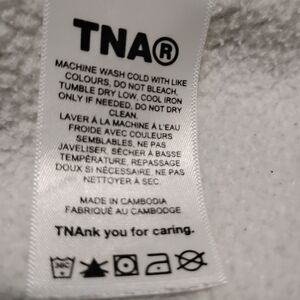 TNA®
MACHINE WASH COLD WITH LIKE
COLOURS, DO NOT BLEACH,
TUMBLE DRY LOW, COOL IRON
ONLY IF NEEDED, DO NOT DRY
CLEAN.
LAVER À LA MACHINE À L'EAU
FROIDE AVEC COULEURS
SEMBLABLES, NE PAS
JAVELISER, SÉCHER À BASSE
TEMPÉRATURE, REPASSAGE
DOUX SI NÉCESSAIRE, NE PAS
NETTOYER À SEC.
MADE IN CAMBODIA
FABRIQUÉ AU CAMBODGE
TNAnk you for caring.
30C